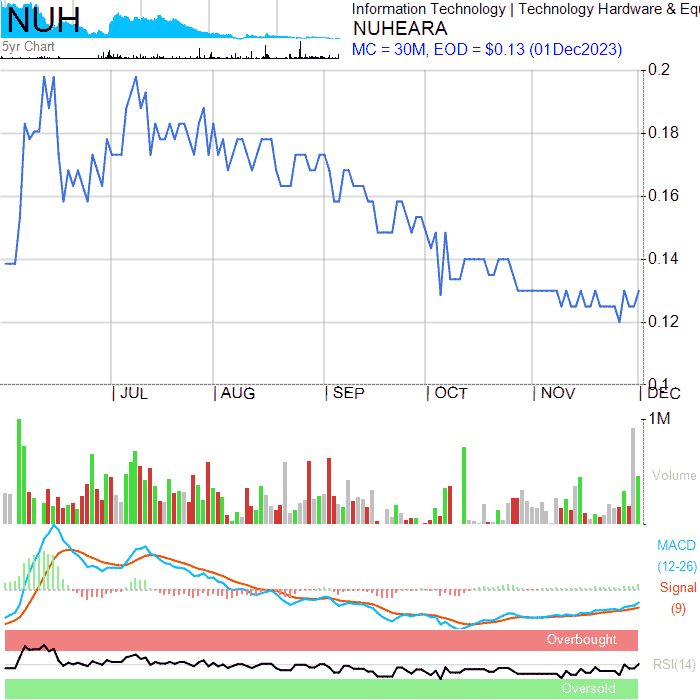 NUH
5yr Chart
Information Technology | Technology Hardware & Equ
NUHEARA
MC = 30M, EOD = $0.13 (01Dec2023)
0.2
0.18
0.16
0.14
0.12
0.1
| JUL | AUG | SEP | OCT | NOV | DEC
1M
Volume
MACD
(12-26)
Signal
(9)
Overbought
RSI(14)
Oversold